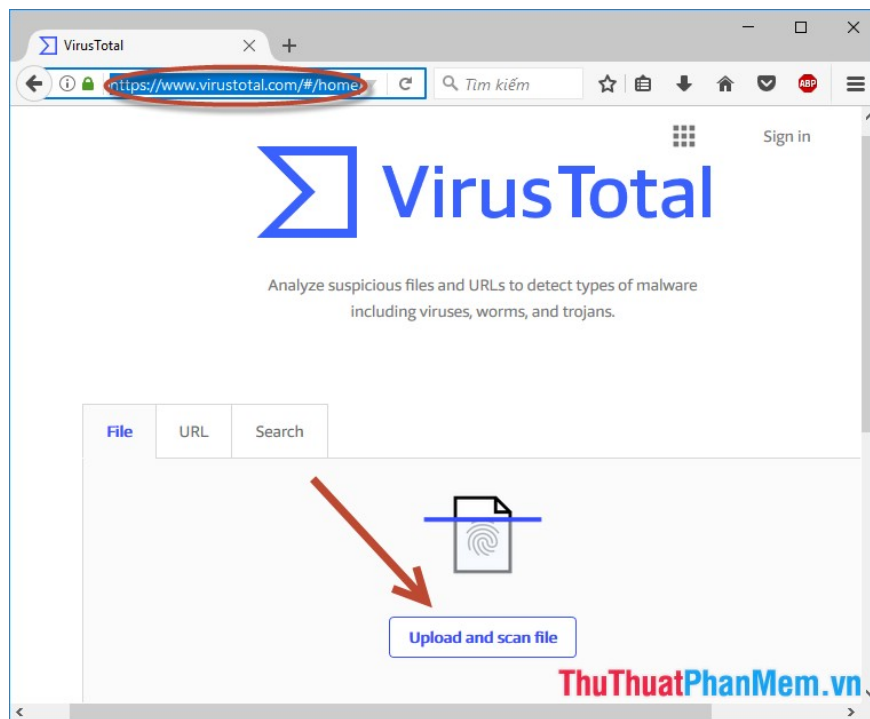 VirusTotal
https://www.virustotal.com/#/home
Tìm kiếm
ABP
Sign in
VirusTotal
Analyze suspicious files and URLs to detect types of malware
including viruses, worms, and trojans.
File
URL
Search
Upload and scan file
ThuThuatPhanMem.vn